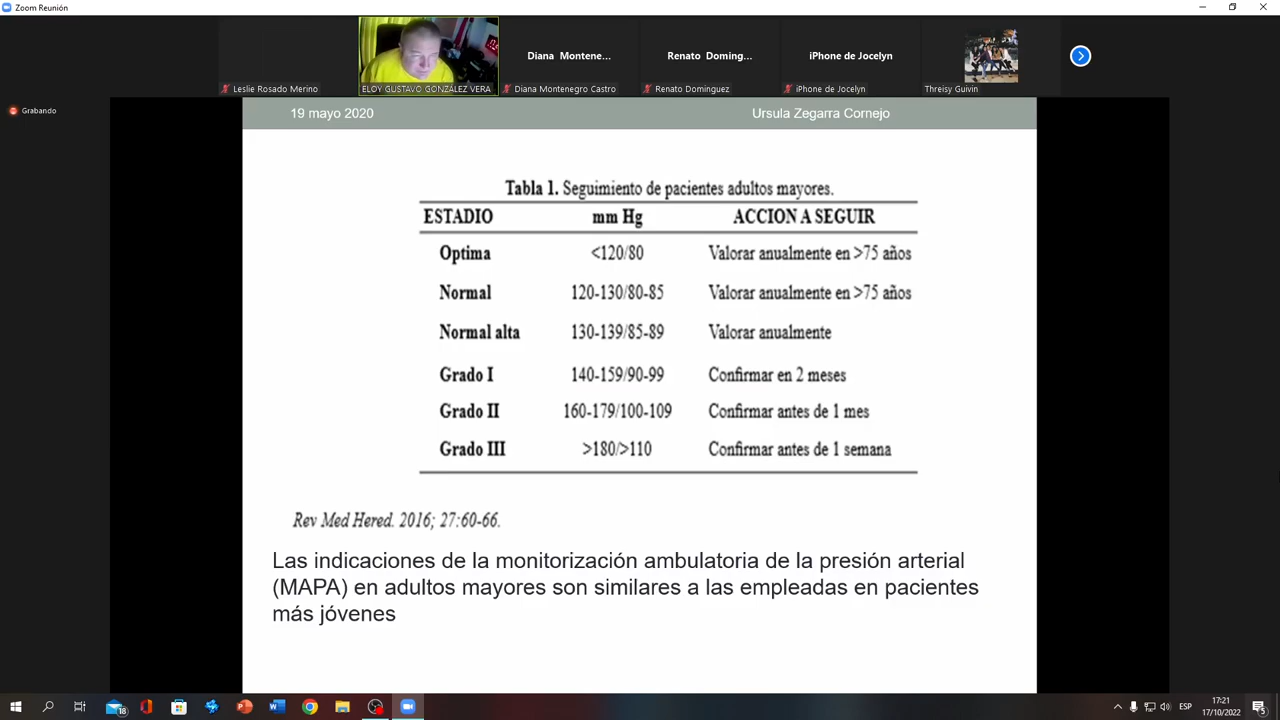 Zoom Reunión
Diana Montene...
Renato Doming...
iPhone de Jocelyn
Leslie Rosado Merino
ELOY GUSTAVO GONZALEZ VERA
Diana Montenegro Castro
Renato Dominguez
iPhone de Jocelyn
Threisy Guivin
Grabando
19 mayo 2020 Ursula Zegarra Cornejo
Tabla 1. Seguimiento de pacientes adultos mayores.
ESTADIO mm Hg ACCION A SEGUIR
Optima <120/80 Valorar anualmente en >75 años
Normal 120-130/80-85 Valorar anualmente en >75 años
Normal alta 130-139/85-89 Valorar anualmente
Grado I 140-159/90-99 Confirmar en 2 meses
Grado II 160-179/100-109 Confirmar antes de 1 mes
Grado III >180/>110 Confirmar antes de 1 semana
Rev Med Hered. 2016; 27:60-66.
Las indicaciones de la monitorización ambulatoria de la presión arterial
(MAPA) en adultos mayores son similares a las empleadas en pacientes
más jóvenes
18
ESP
17:21
17/10/2022
5